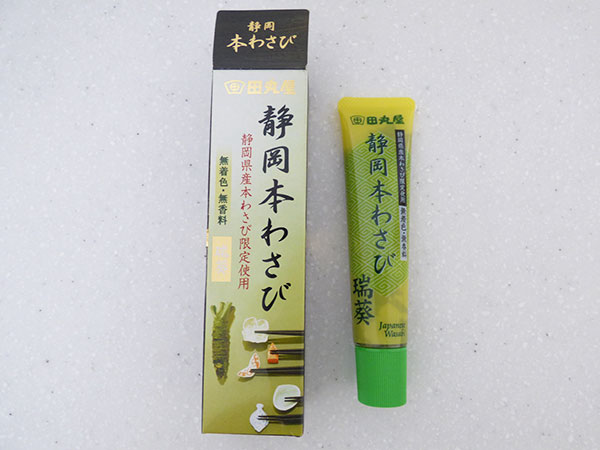 静岡
本わさび
田丸屋
静岡本わさび
静岡県産本わさび限定使用
無着色・無香料
瑞葵
田丸屋
静岡本わさび
静岡県産本わさび限定使用
無着色・無香料
瑞葵
Japanese
Wasabi